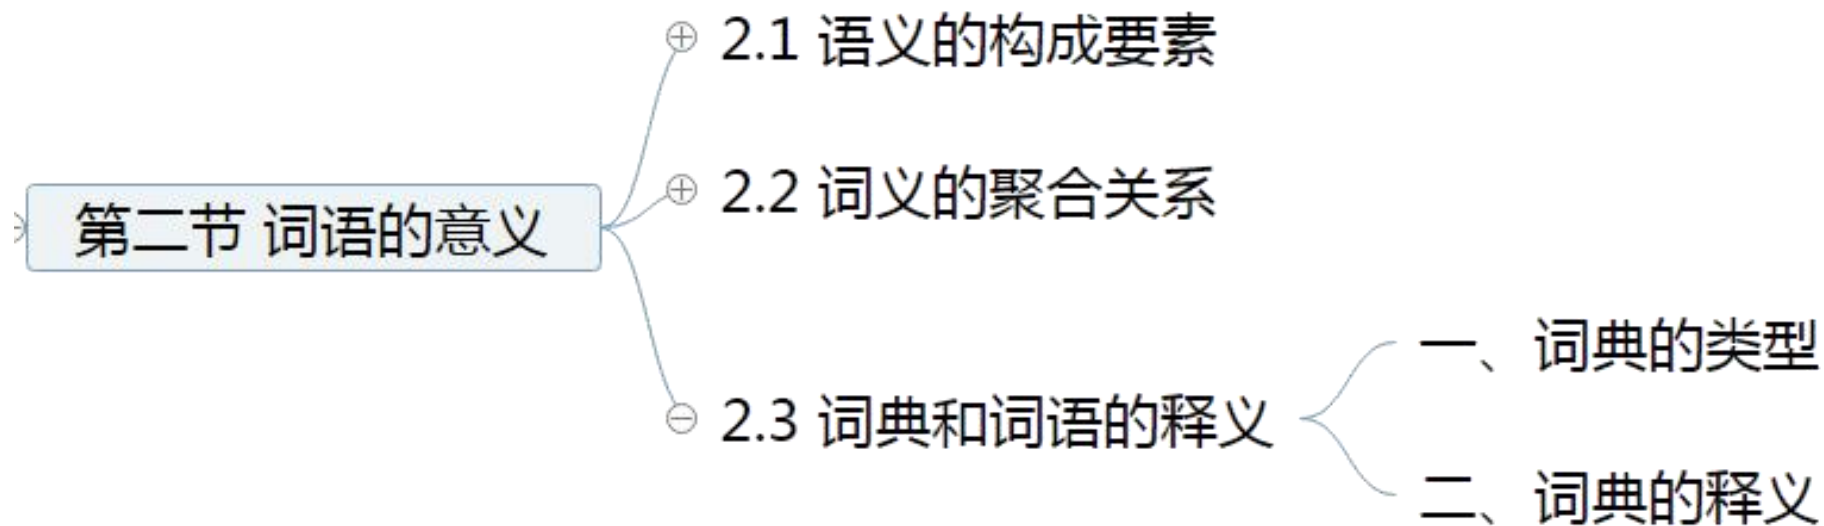 2.1 语义的构成要素
2.2 词义的聚合关系
第二节 词语的意义
一、词典的类型
2.3 词典和词语的释义
二、词典的释义